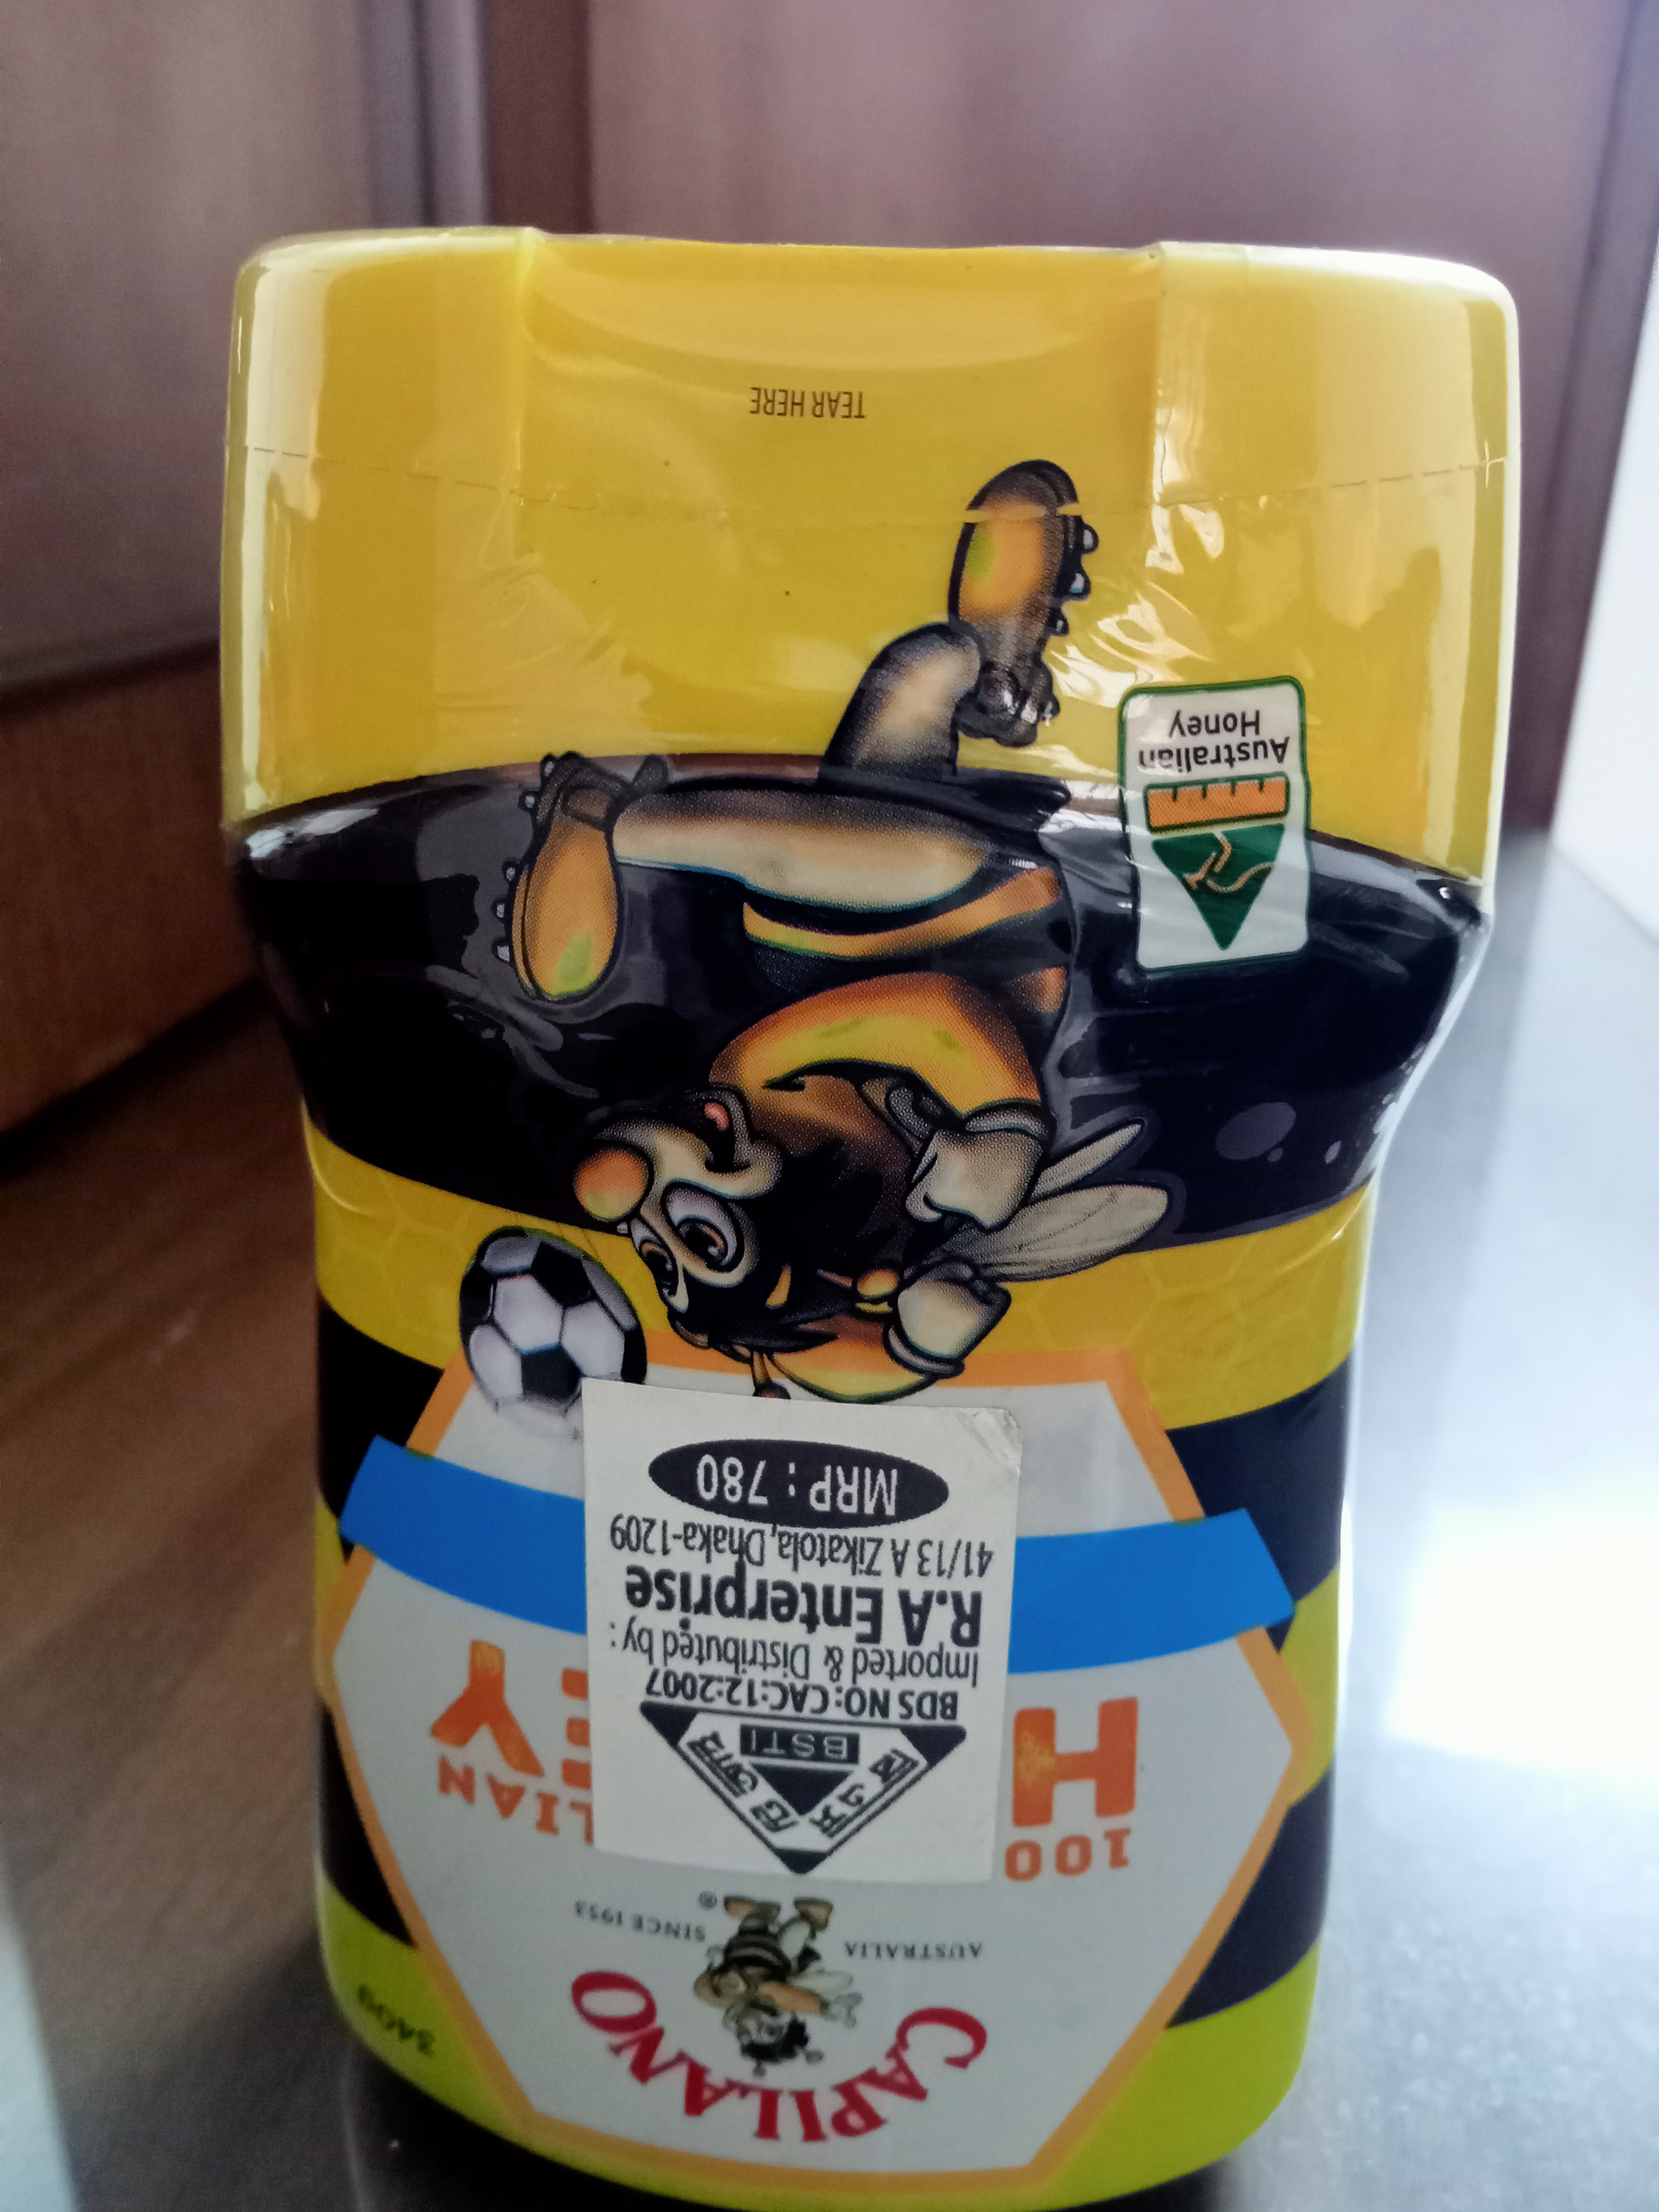 340g
CAPILANO
AUSTRALIA SINCE 1953 ®
100 LIAN
H EY
BSTI
BDS NO:CAC:12:2007
Imported & Distributed by :
R.A Enterprise
41/13 A Zikatola, Dhaka-1209
MRP : 780
Australian
Honey
TEAR HERE